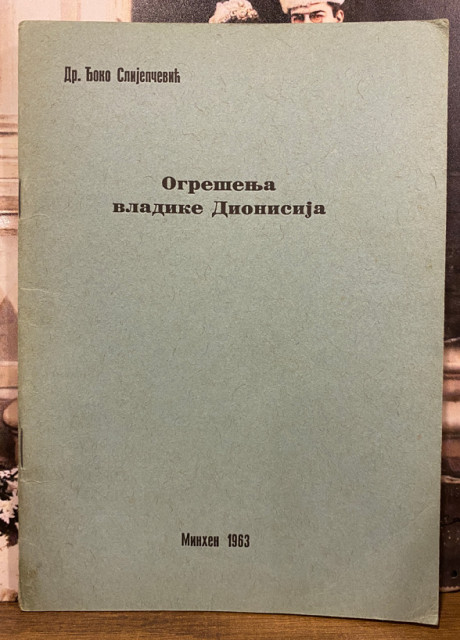 Др. Ђоко Слијепчевић
Огрешења
владике Дионисија
Минхен 1963